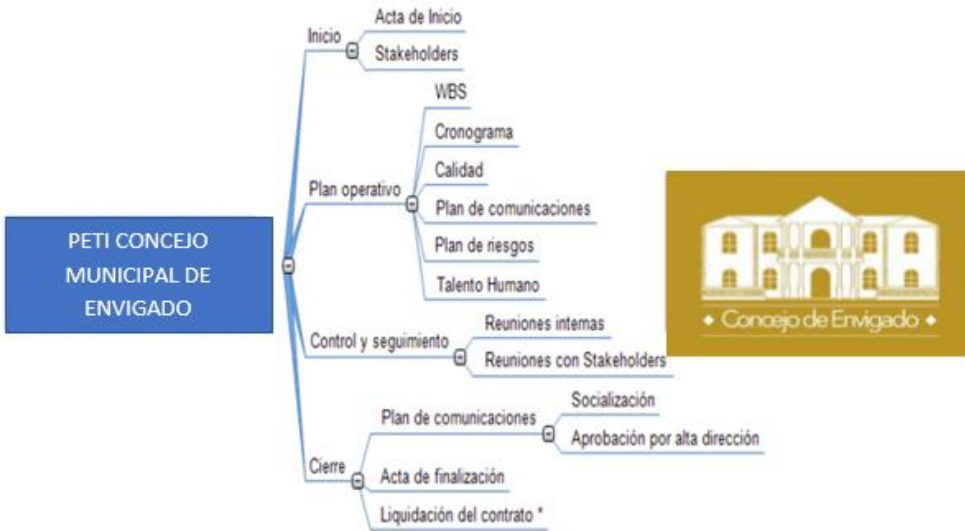 PETI CONCEJO
MUNICIPAL DE
ENVIGADO
Inicio
Acta de Inicio
Stakeholders
Plan operativo
WBS
Cronograma
Calidad
Plan de comunicaciones
Plan de riesgos
Talento Humano
Control y seguimiento
Reuniones internas
Reuniones con Stakeholders
Cierre
Plan de comunicaciones
Socialización
Aprobación por alta dirección
Acta de finalización
Liquidación del contrato *
Concejo de Envigado